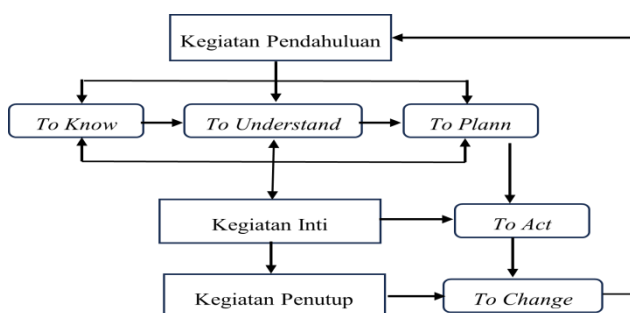 Kegiatan Pendahuluan
To Know
To Understand
To Plann
Kegiatan Inti
To Act
Kegiatan Penutup
To Change